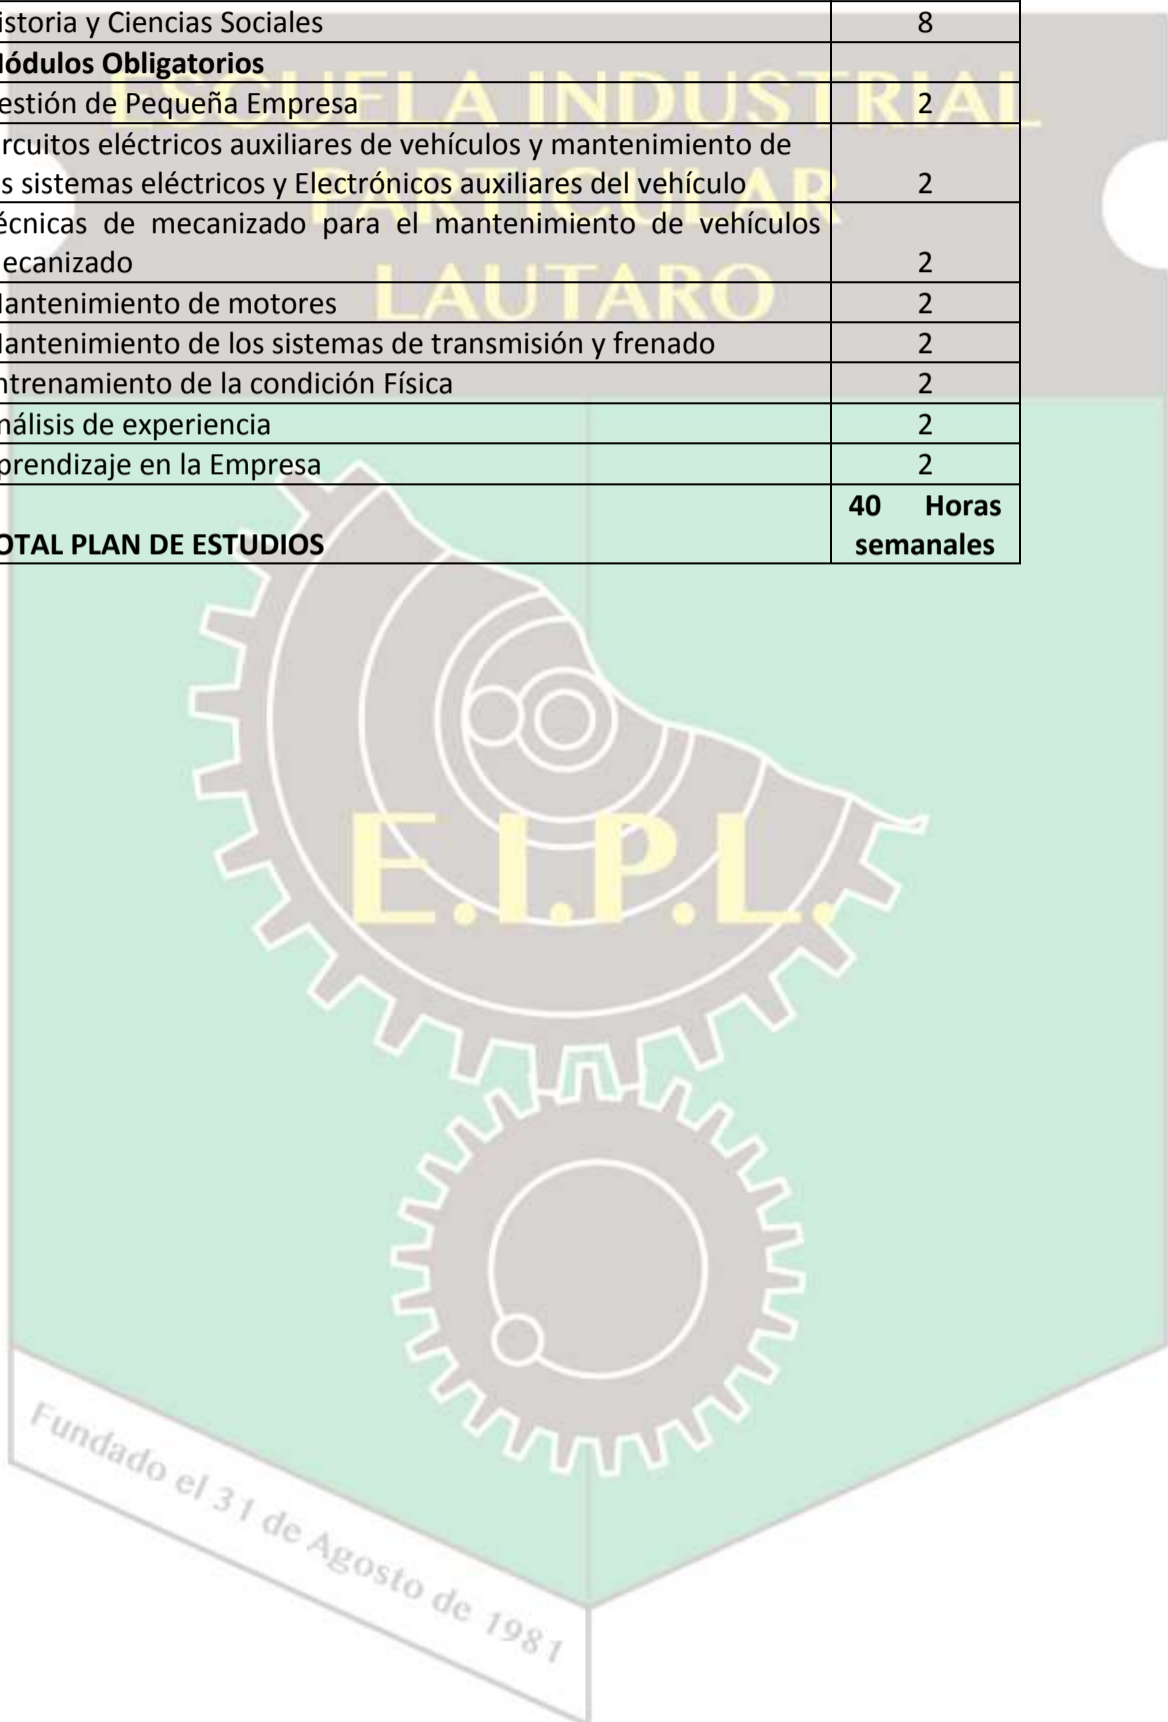 istoria y Ciencias Sociales 8
ódulos Obligatorios
estión de Pequeña Empresa 2
rcuitos eléctricos auxiliares de vehículos y mantenimiento de
s sistemas eléctricos y Electrónicos auxiliares del vehículo 2
écnicas de mecanizado para el mantenimiento de vehículos
ecanizado 2
antenimiento de motores 2
antenimiento de los sistemas de transmisión y frenado 2
ntrenamiento de la condición Física 2
nálisis de experiencia 2
prendizaje en la Empresa 2
40 Horas
OTAL PLAN DE ESTUDIOS semanales
ESCUELA INDUSTRIAL
PARTICULAR
LAUTARO
E.I.P.L.
Fundado el 31 de Agosto de 1981